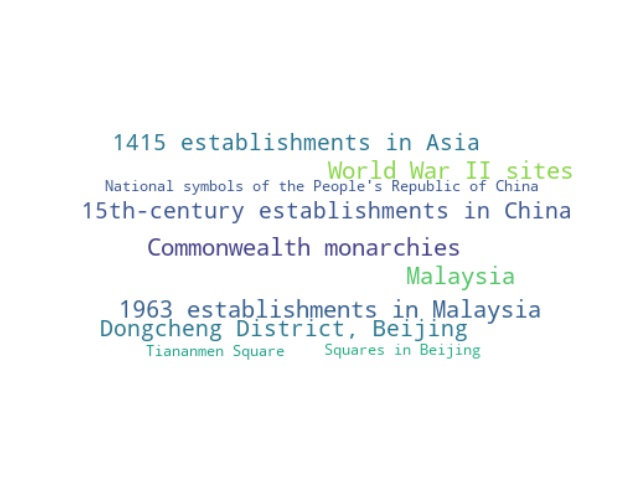 1415 establishments in Asia
World War II sites
National symbols of the People's Republic of China
15th-century establishments in China
Commonwealth monarchies
Malaysia
1963 establishments in Malaysia
Dongcheng District, Beijing
Tiananmen Square
Squares in Beijing